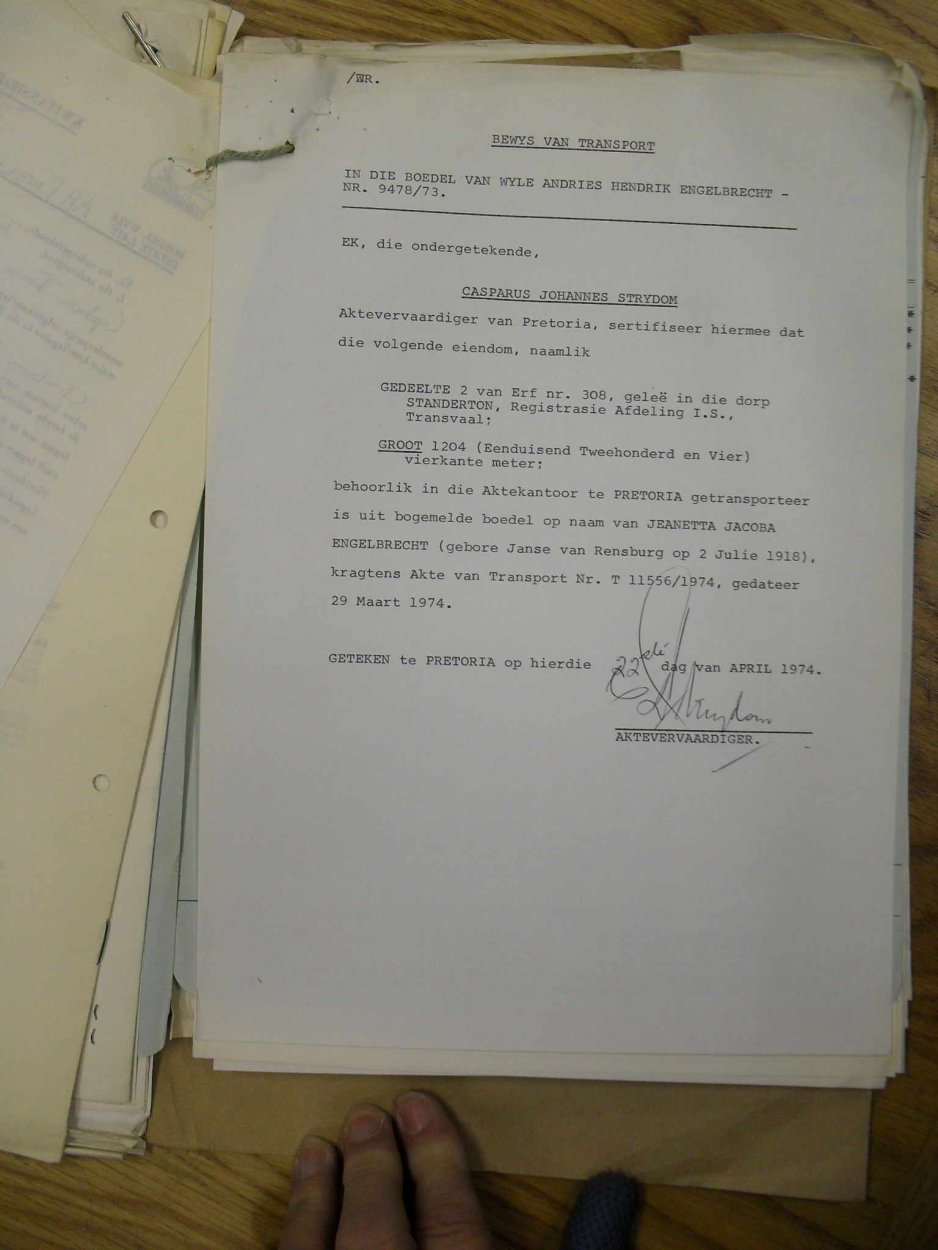 /WR.
BEWYS VAN TRANSPORT
IN DIE BOEDEL VAN WYLE ANDRIES HENDRIK ENGELBRECHT -
NR. 9478/73.
EK, die ondergetekende,
CASPARUS JOHANNES STRYDOM
Aktevervaardiger van Pretoria, sertifiseer hiermee dat
die volgende eiendom, naamlik
GEDEELTE 2 van Erf nr. 308, geleë in die dorp
STANDERTON, Registrasie Afdeling I.S.,
Transvaal;
GROOT 1204 (Eenduisend Tweehonderd en Vier)
vierkante meter;
behoorlik in die Aktekantoor te PRETORIA getransporteer
is uit bogemelde boedel op naam van JEANETTA JACOBA
ENGELBRECHT (gebore Janse van Rensburg op 2 Julie 1918),
kragtens Akte van Transport Nr. T 11556/1974, gedateer
29 Maart 1974.
GETEKEN te PRETORIA op hierdie 22 dé dag van APRIL 1974.
Strydom
AKTEVERVAARDIGER.